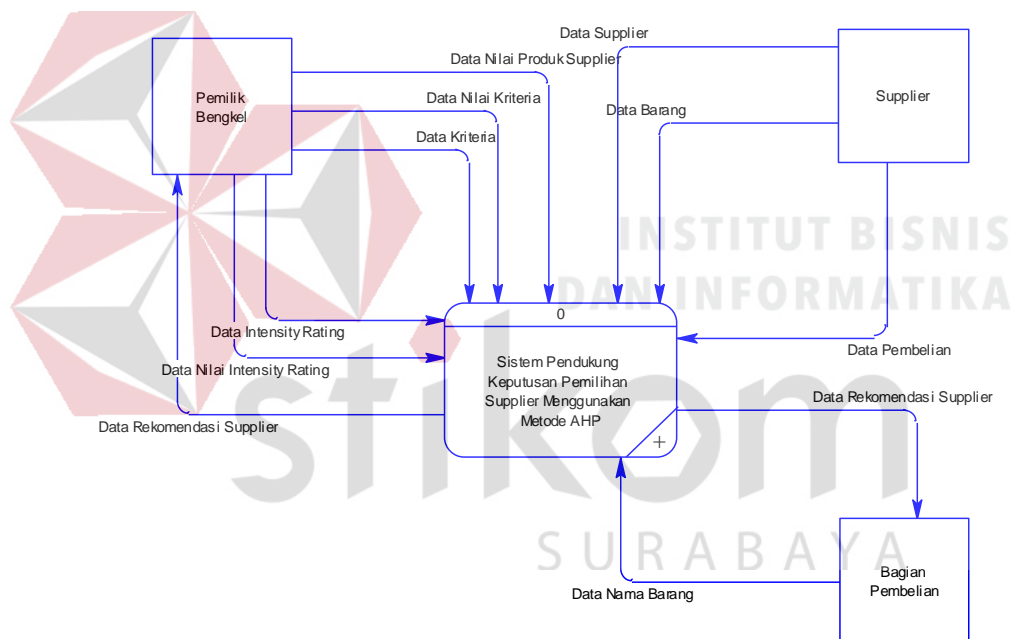 Data Supplier
Data Nilai Produk Supplier
Pemilik
Bengkel
Data Nilai Kriteria
Data Barang
Supplier
Data Kriteria
INSTITUT BISNIS
DAN INFORMATIKA
0
Data Intensity Rating
Data Nilai Intensity Rating
Data Rekomendasi Supplier
Sistem Pendukung
Keputusan Pemilihan
Supplier Menggunakan
Metode AHP
+
Data Pembelian
Data Rekomendasi Supplier
stikom
SURABAYA
Data Nama Barang
Bagian
Pembelian